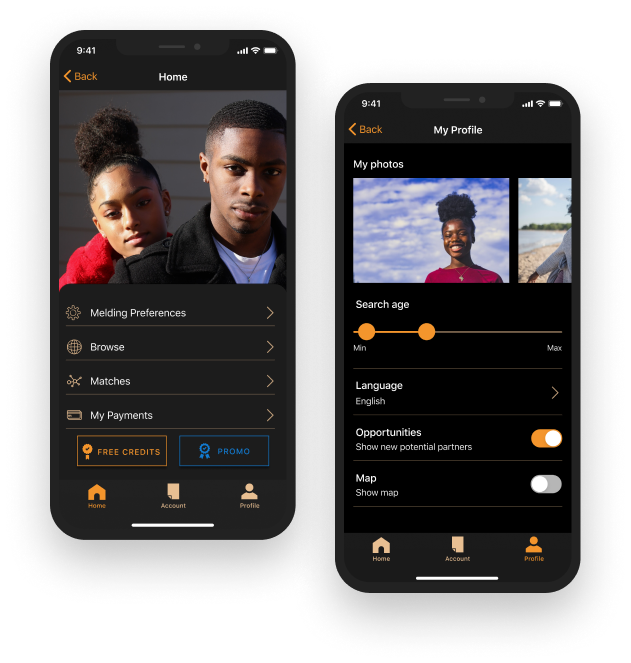 9:41
Back
Home
Melding Preferences
Browse
Matches
My Payments
FREE CREDITS
PROMO
Home
Account
Profile
9:41
Back
My Profile
My photos
Search age
Min
Max
Language
English
Opportunities
Show new potential partners
Map
Show map
Home
Account
Profile